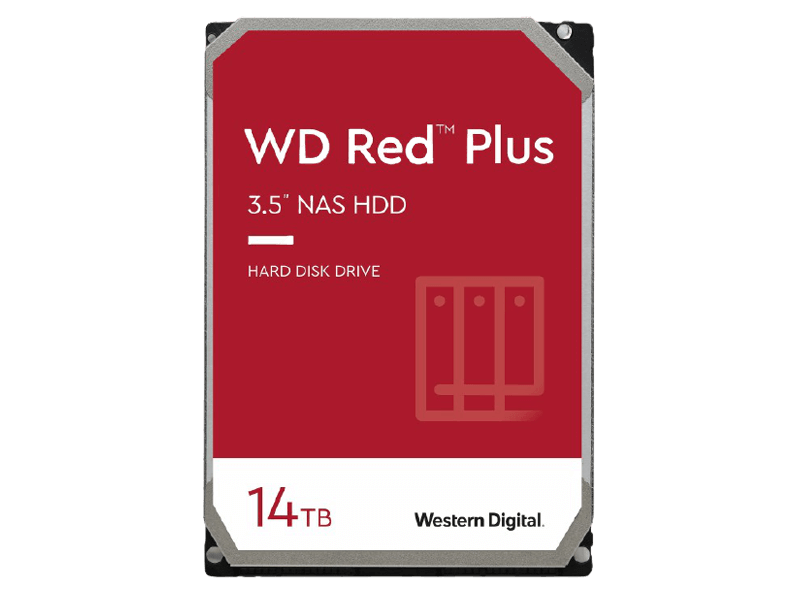 WD Red™ Plus
3.5" NAS HDD
HARD DISK DRIVE
14TB
Western Digital.